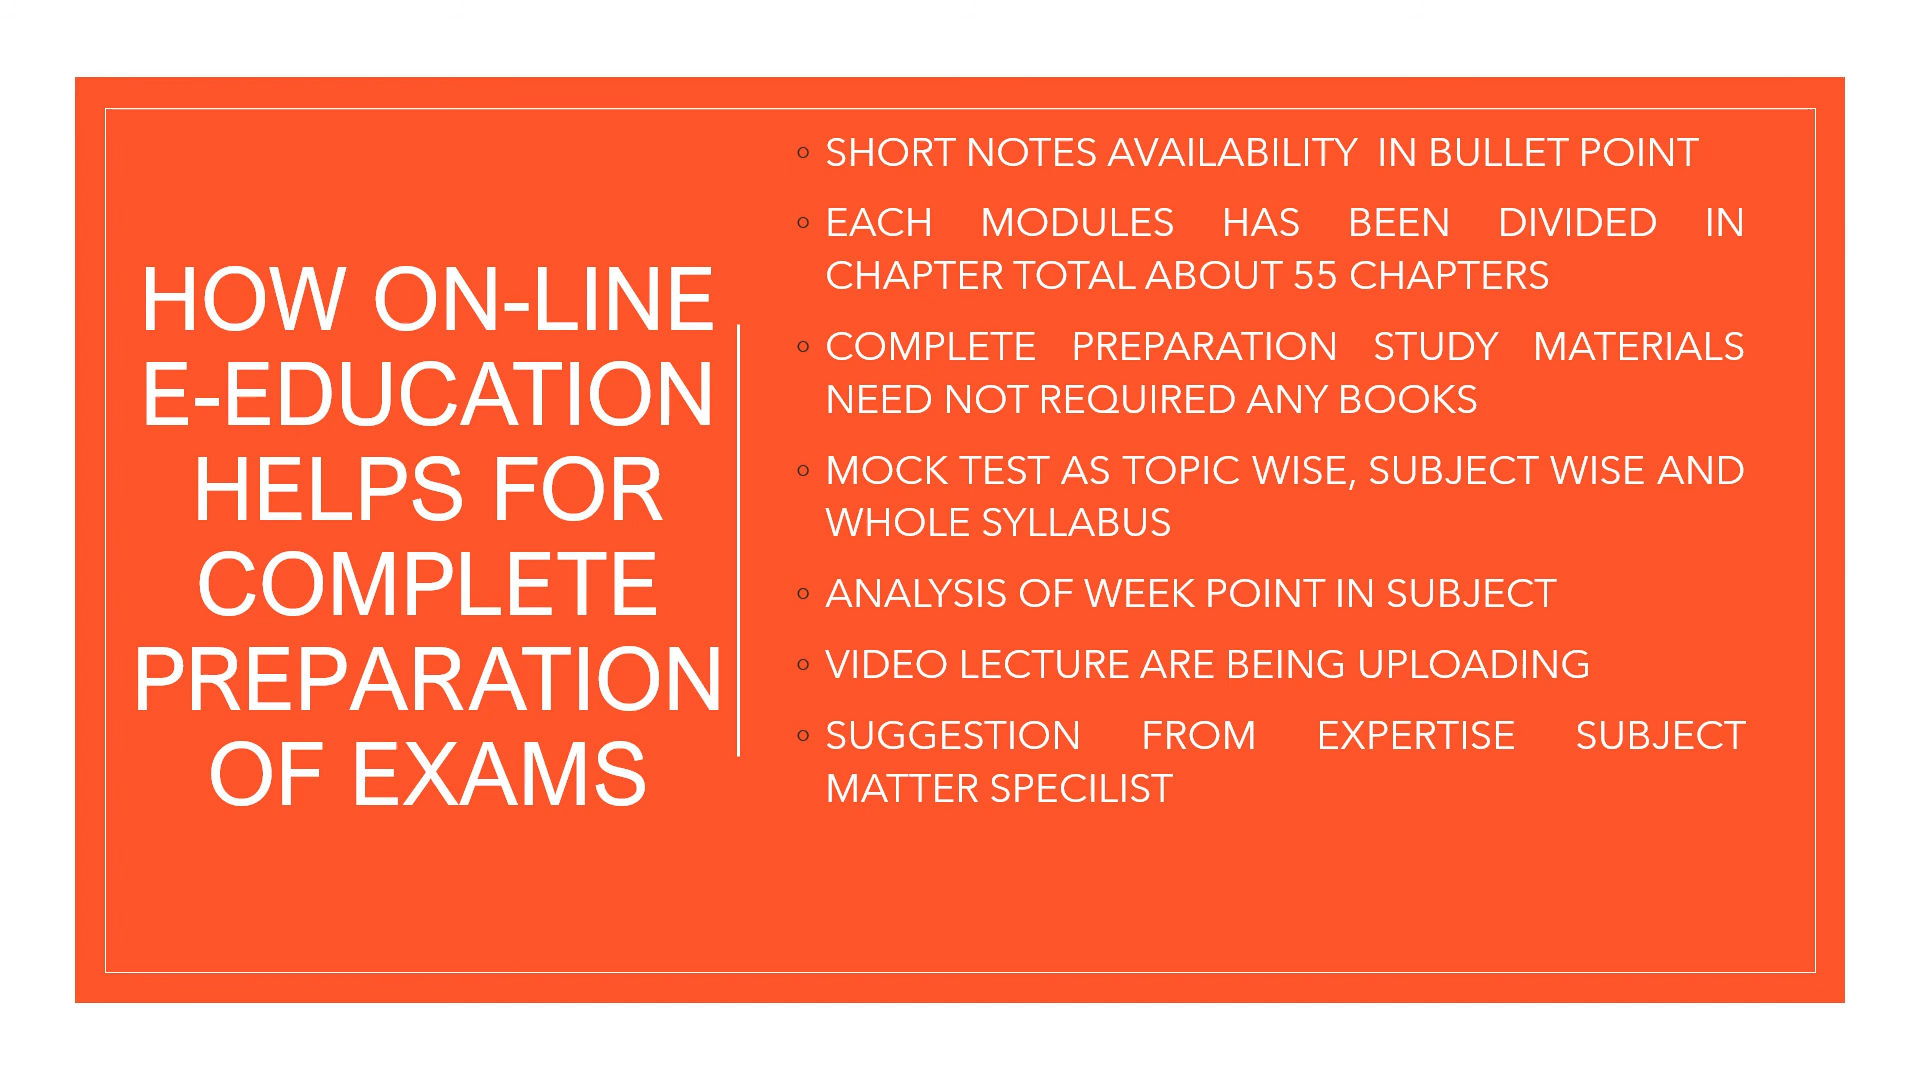 HOW ON-LINE
E-EDUCATION
HELPS FOR
COMPLETE
PREPARATION
OF EXAMS
SHORT NOTES AVAILABILITY  IN BULLET POINT
EACH MODULES HAS BEEN DIVIDED IN
CHAPTER TOTAL ABOUT 55 CHAPTERS
COMPLETE PREPARATION STUDY MATERIALS
NEED NOT REQUIRED ANY BOOKS
MOCK TEST AS TOPIC WISE, SUBJECT WISE AND
WHOLE SYLLABUS
ANALYSIS OF WEEK POINT IN SUBJECT
VIDEO LECTURE ARE BEING UPLOADING
SUGGESTION FROM EXPERTISE SUBJECT
MATTER SPECILIST